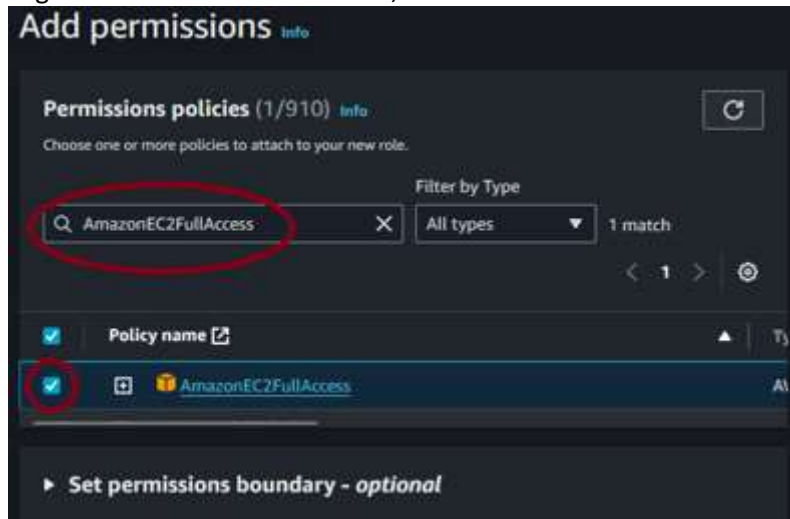 Add permissions Info
Permissions policies (1/910) Info
Choose one or more policies to attach to your new role.
Filter by Type
AmazonEC2FullAccess
All types
1 match
1
Policy name
AmazonEC2FullAccess
Set permissions boundary - optional